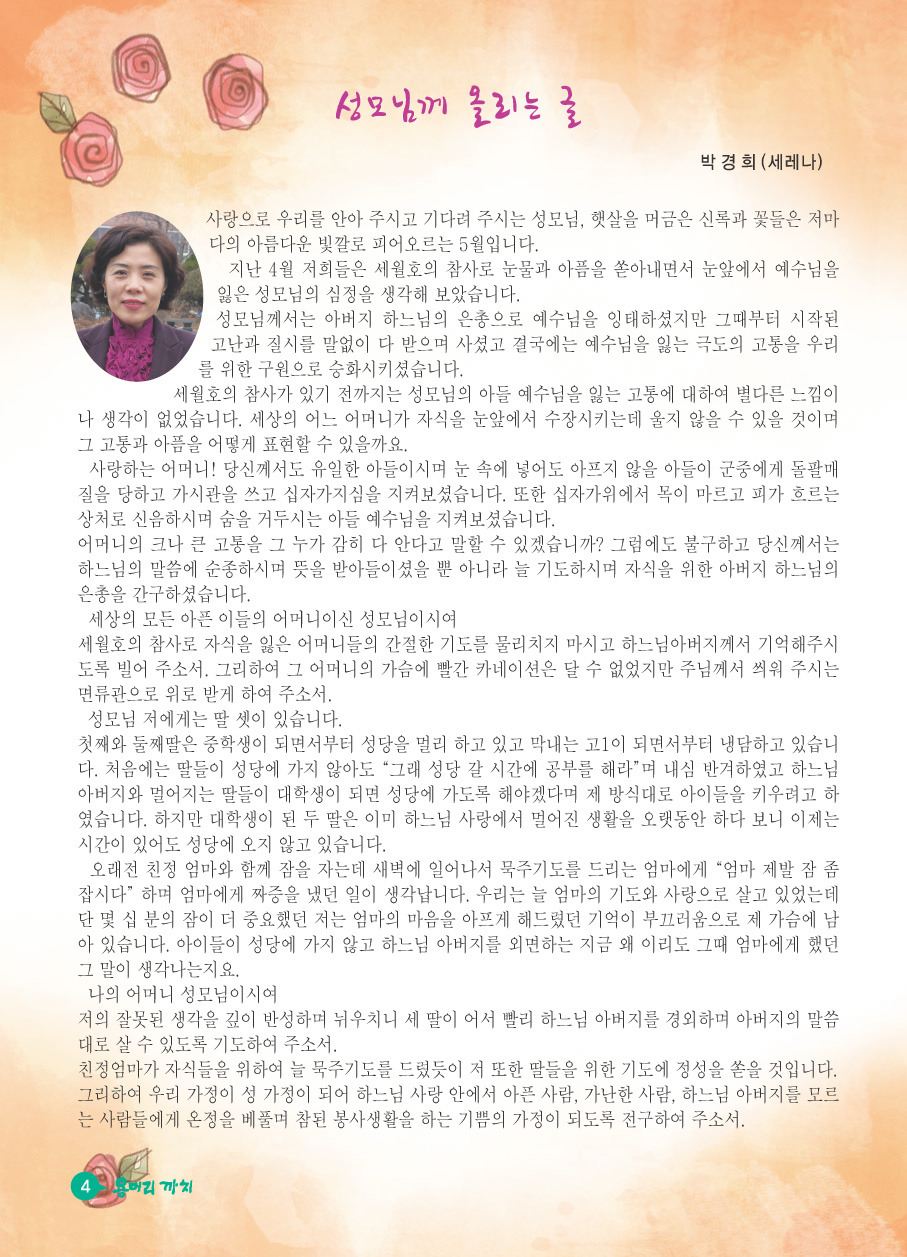 성모님께 올리는 글
박 경 희 (세레나)
사랑으로 우리를 안아 주시고 기다려 주시는 성모님, 햇살을 머금은 신록과 꽃들은 저마
다의 아름다운 빛깔로 피어오르는 5월입니다.
지난 4월 저희들은 세월호의 참사로 눈물과 아픔을 쏟아내면서 눈앞에서 예수님을
잃은 성모님의 심정을 생각해 보았습니다.
성모님께서는 아버지 하느님의 은총으로 예수님을 잉태하셨지만 그때부터 시작된
고난과 질시를 말없이 다 받으며 사셨고 결국에는 예수님을 잃는 극도의 고통을 우리
를 위한 구원으로 승화시키셨습니다.
세월호의 참사가 있기 전까지는 성모님의 아들 예수님을 잃는 고통에 대하여 별다른 느낌이
나 생각이 없었습니다. 세상의 어느 어머니가 자식을 눈앞에서 수장시키는데 울지 않을 수 있을 것이며
그 고통과 아픔을 어떻게 표현할 수 있을까요.
사랑하는 어머니! 당신께서도 유일한 아들이시며 눈 속에 넣어도 아프지 않을 아들이 군중에게 돌팔매
질을 당하고 가시관을 쓰고 십자가지심을 지켜보셨습니다. 또한 십자가위에서 목이 마르고 피가 흐르는
상처로 신음하시며 숨을 거두시는 아들 예수님을 지켜보셨습니다.
어머니의 크나 큰 고통을 그 누가 감히 다 안다고 말할 수 있겠습니까? 그럼에도 불구하고 당신께서는
하느님의 말씀에 순종하시며 뜻을 받아들이셨을 뿐 아니라 늘 기도하시며 자식을 위한 아버지 하느님의
은총을 간구하셨습니다.
세상의 모든 아픈 이들의 어머니이신 성모님이시여
세월호의 참사로 자식을 잃은 어머니들의 간절한 기도를 물리치지 마시고 하느님아버지께서 기억해주시
도록 빌어 주소서. 그리하여 그 어머니의 가슴에 빨간 카네이션은 달 수 없었지만 주님께서 씌워 주시는
면류관으로 위로 받게 하여 주소서.
성모님 저에게는 딸 셋이 있습니다.
첫째와 둘째딸은 중학생이 되면서부터 성당을 멀리 하고 있고 막내는 고1이 되면서부터 냉담하고 있습니
다. 처음에는 딸들이 성당에 가지 않아도 “그래 성당 갈 시간에 공부를 해라”며 내심 반겨하였고 하느님
아버지와 멀어지는 딸들이 대학생이 되면 성당에 가도록 해야겠다며 제 방식대로 아이들을 키우려고 하
였습니다. 하지만 대학생이 된 두 딸은 이미 하느님 사랑에서 멀어진 생활을 오랫동안 하다 보니 이제는
시간이 있어도 성당에 오지 않고 있습니다.
오래전 친정 엄마와 함께 잠을 자는데 새벽에 일어나서 묵주기도를 드리는 엄마에게 “엄마 제발 잠 좀
잡시다” 하며 엄마에게 짜증을 냈던 일이 생각납니다. 우리는 늘 엄마의 기도와 사랑으로 살고 있었는데
단 몇 십 분의 잠이 더 중요했던 저는 엄마의 마음을 아프게 해드렸던 기억이 부끄러움으로 제 가슴에 남
아 있습니다. 아이들이 성당에 가지 않고 하느님 아버지를 외면하는 지금 왜 이리도 그때 엄마에게 했던
그 말이 생각나는지요.
나의 어머니 성모님이시여
저의 잘못된 생각을 깊이 반성하며 뉘우치니 세 딸이 어서 빨리 하느님 아버지를 경외하며 아버지의 말씀
대로 살 수 있도록 기도하여 주소서.
친정엄마가 자식들을 위하여 늘 묵주기도를 드렸듯이 저 또한 딸들을 위한 기도에 정성을 쏟을 것입니다.
그리하여 우리 가정이 성 가정이 되어 하느님 사랑 안에서 아픈 사람, 가난한 사람, 하느님 아버지를 모르
는 사람들에게 온정을 베풀며 참된 봉사생활을 하는 기쁨의 가정이 되도록 전구하여 주소서.
4 용머리 까치